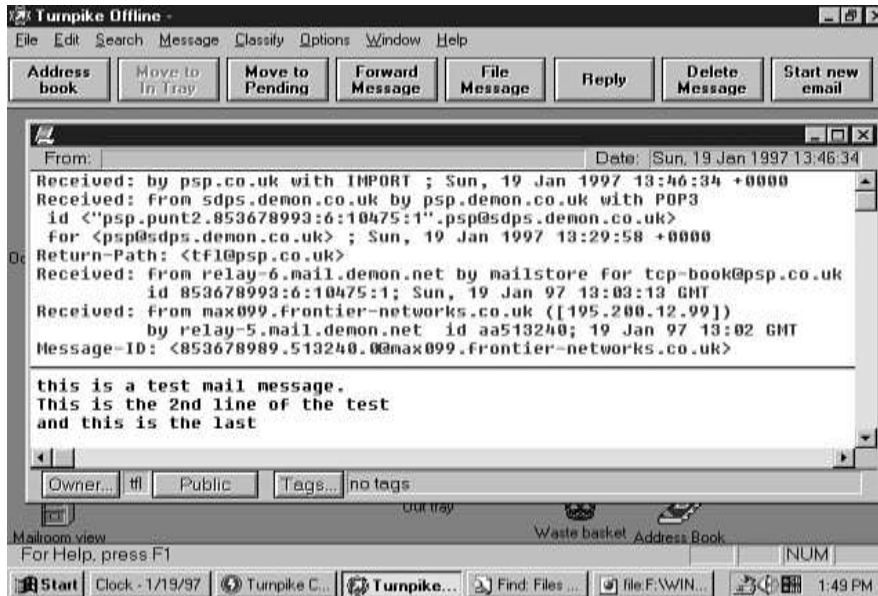 Turnpike Offline -
File Edit Search Message Classify Options Window Help
Address book
Move to In Tray
Move to Pending
Forward Message
File Message
Reply
Delete Message
Start new email
From: Date: Sun, 19 Jan 1997 13:46:34
Received: by psp.co.uk with IMPORT ; Sun, 19 Jan 1997 13:46:34 +0000
Received: from sdps.demon.co.uk by psp.demon.co.uk with POP3
id <"psp.punt2.853678993:6:10475:1".psp@sdps.demon.co.uk>
for <psp@sdps.demon.co.uk> ; Sun, 19 Jan 1997 13:29:58 +0000
Return-Path: <tfl@psp.co.uk>
Received: from relay-6.mail.demon.net by mailstore for tcp-book@psp.co.uk
id 853678993:6:10475:1; Sun, 19 Jan 97 13:03:13 GMT
Received: from max099.frontier-networks.co.uk ([195.200.12.99])
by relay-5.mail.demon.net id aa513240; 19 Jan 97 13:02 GMT
Message-ID: <853678989.513240.0@max099.frontier-networks.co.uk>
this is a test mail message.
This is the 2nd line of the test
and this is the last
Owner... tfl Public Tags... no tags
Out tray
Mailroom view Waste basket Address Book
For Help, press F1 NUM
Start Clock - 1/19/97 Turnpike C... Turnpike... Find: Files ... file:F:\WIN... 1:49 PM